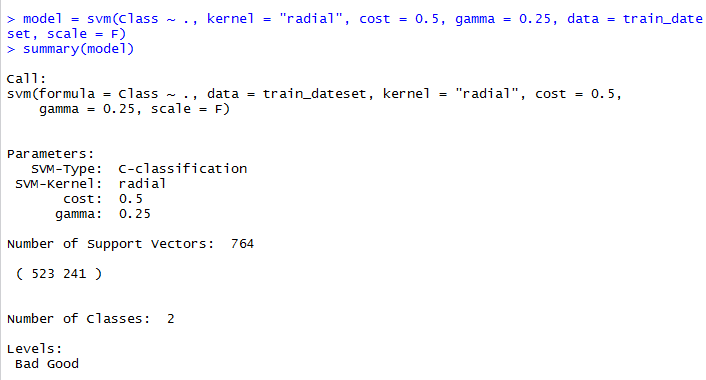 > model = svm(Class ~ ., kernel = "radial", cost = 0.5, gamma = 0.25, data = train_date
set, scale = F)
> summary(model)
Call:
svm(formula = Class ~ ., data = train_dateset, kernel = "radial", cost = 0.5,
    gamma = 0.25, scale = F)
Parameters:
   SVM-Type:  C-classification
 SVM-Kernel:  radial
       cost:  0.5
      gamma:  0.25
Number of Support Vectors:  764
 ( 523 241 )
Number of Classes:  2
Levels:
 Bad Good